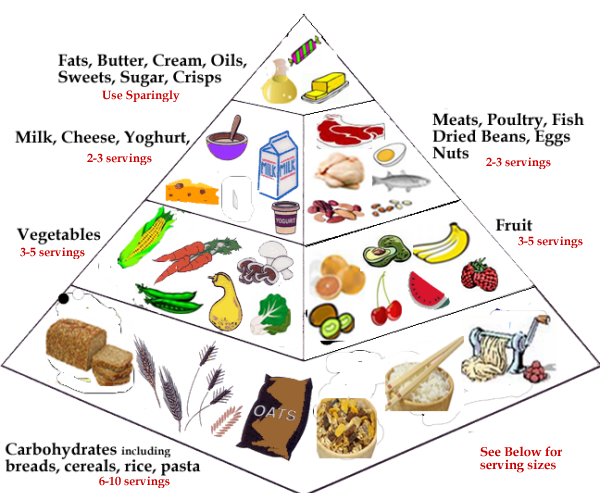 Fats, Butter, Cream, Oils,
Sweets, Sugar, Crisps
Use Sparingly
Milk, Cheese, Yoghurt,
2-3 servings
Meats, Poultry, Fish
Dried Beans, Eggs
Nuts
2-3 servings
MILK
MILK
YOGURT
Vegetables
3-5 servings
Fruit
3-5 servings
OATS
Carbohydrates including
breads, cereals, rice, pasta
6-10 servings
See Below for
serving sizes